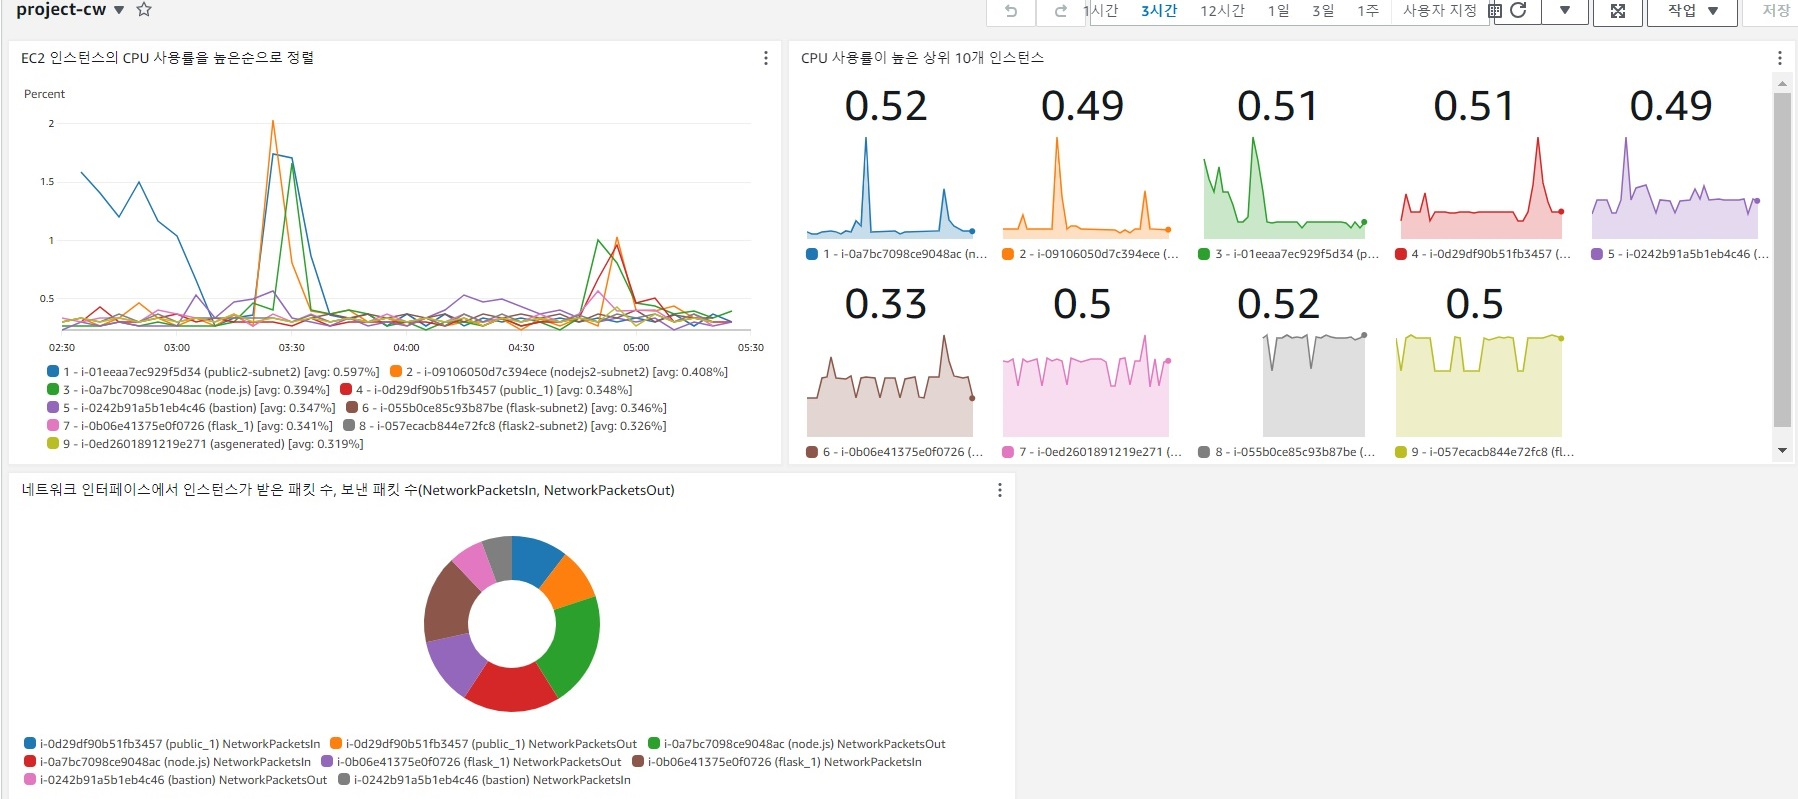 project-cw
1시간 3시간 12시간 1일 3일 1주 사용자 지정 작업 저장
EC2 인스턴스의 CPU 사용률을 높은순으로 정렬
Percent
2
1.5
1
0.5
02:30 03:00 03:30 04:00 04:30 05:00 05:30
1 - i-01eeaa7ec929f5d34 (public2-subnet2) [avg: 0.597%] 2 - i-09106050d7c394ece (nodejs2-subnet2) [avg: 0.408%]
3 - i-0a7bc7098ce9048ac (node.js) [avg: 0.394%] 4 - i-0d29df90b51fb3457 (public_1) [avg: 0.348%]
5 - i-0242b91a5b1eb4c46 (bastion) [avg: 0.347%] 6 - i-055b0ce85c93b87be (flask-subnet2) [avg: 0.346%]
7 - i-0b06e41375e0f0726 (flask_1) [avg: 0.341%] 8 - i-057ecacb844e72fc8 (flask2-subnet2) [avg: 0.326%]
9 - i-0ed2601891219e271 (asgenerated) [avg: 0.319%]
CPU 사용률이 높은 상위 10개 인스턴스
0.52 0.49 0.51 0.51 0.49
1 - i-0a7bc7098ce9048ac (n... 2 - i-09106050d7c394ece (... 3 - i-01eeaa7ec929f5d34 (p... 4 - i-0d29df90b51fb3457 (... 5 - i-0242b91a5b1eb4c46 (...
0.33 0.5 0.52 0.5
6 - i-0b06e41375e0f0726 (... 7 - i-0ed2601891219e271 (... 8 - i-055b0ce85c93b87be (... 9 - i-057ecacb844e72fc8 (fl...
네트워크 인터페이스에서 인스턴스가 받은 패킷 수, 보낸 패킷 수(NetworkPacketsIn, NetworkPacketsOut)
i-0d29df90b51fb3457 (public_1) NetworkPacketsIn i-0d29df90b51fb3457 (public_1) NetworkPacketsOut i-0a7bc7098ce9048ac (node.js) NetworkPacketsOut
i-0a7bc7098ce9048ac (node.js) NetworkPacketsIn i-0b06e41375e0f0726 (flask_1) NetworkPacketsOut i-0b06e41375e0f0726 (flask_1) NetworkPacketsIn
i-0242b91a5b1eb4c46 (bastion) NetworkPacketsOut i-0242b91a5b1eb4c46 (bastion) NetworkPacketsIn